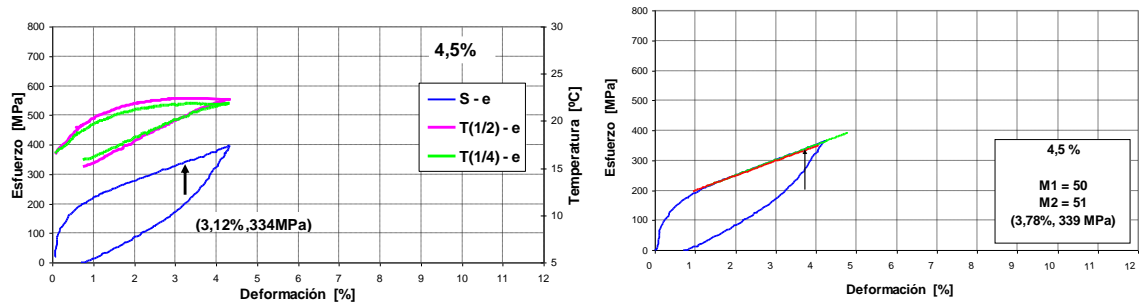 800
700
600
500
400
300
200
100
0
Esfuerzo [MPa]
0 1 2 3 4 5 6 7 8 9 10 11 12
Deformación [%]
30
25
20
15
10
5
Temperatura [ºC]
4,5%
S - e
T(1/2) - e
T(1/4) - e
(3,12%,334MPa)
800
700
600
500
400
300
200
100
0
Esfuerzo [MPa]
0 1 2 3 4 5 6 7 8 9 10 11 12
Deformación [%]
4,5 %
M1 = 50
M2 = 51
(3,78%, 339 MPa)